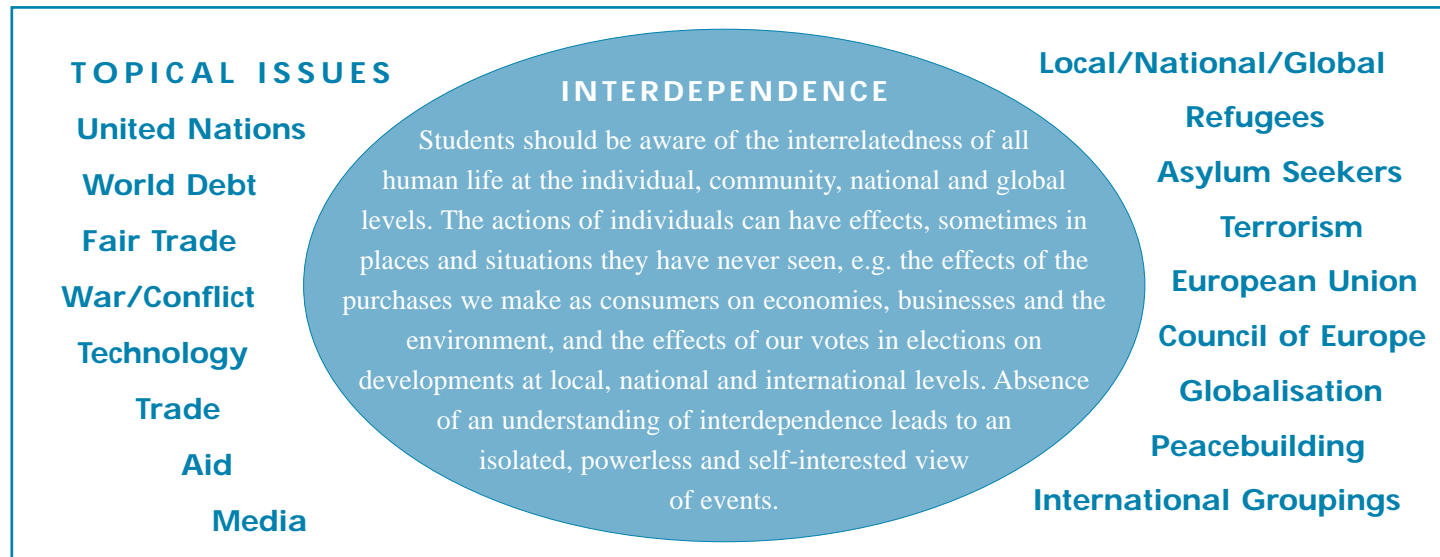 TOPICAL ISSUES
United Nations
World Debt
Fair Trade
War/Conflict
Technology
Trade
Aid
Media
INTERDEPENDENCE
Students should be aware of the interrelatedness of all
human life at the individual, community, national and global
levels. The actions of individuals can have effects, sometimes in
places and situations they have never seen, e.g. the effects of the
purchases we make as consumers on economies, businesses and the
environment, and the effects of our votes in elections on
developments at local, national and international levels. Absence
of an understanding of interdependence leads to an
isolated, powerless and self-interested view
of events.
Local/National/Global
Refugees
Asylum Seekers
Terrorism
European Union
Council of Europe
Globalisation
Peacebuilding
International Groupings